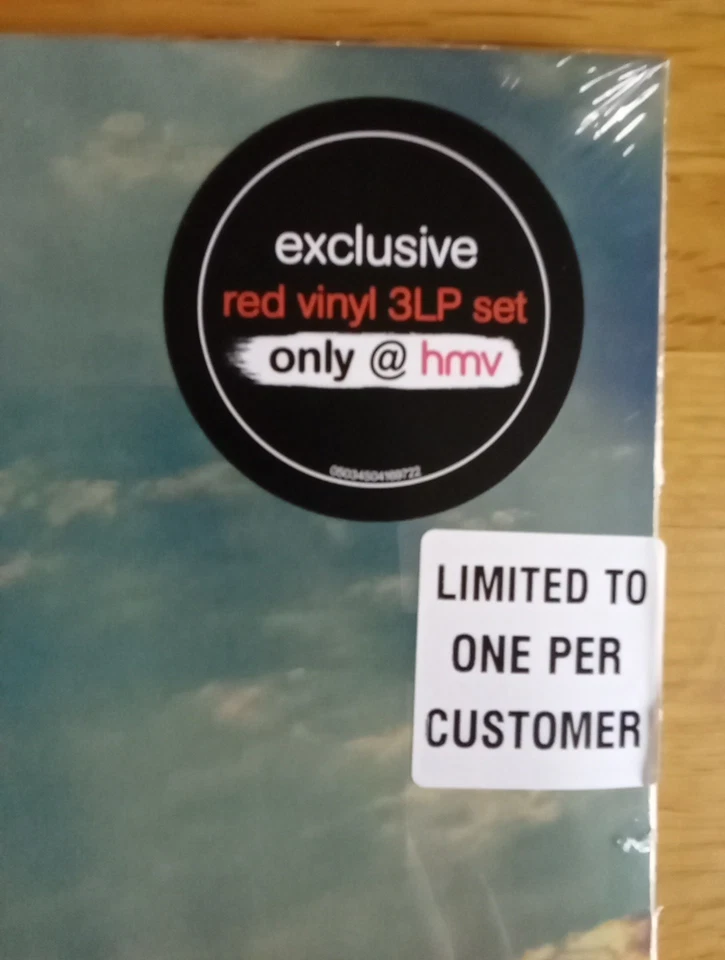 exclusive
red vinyl 3LP set
only @ hmv
LIMITED TO
ONE PER
CUSTOMER